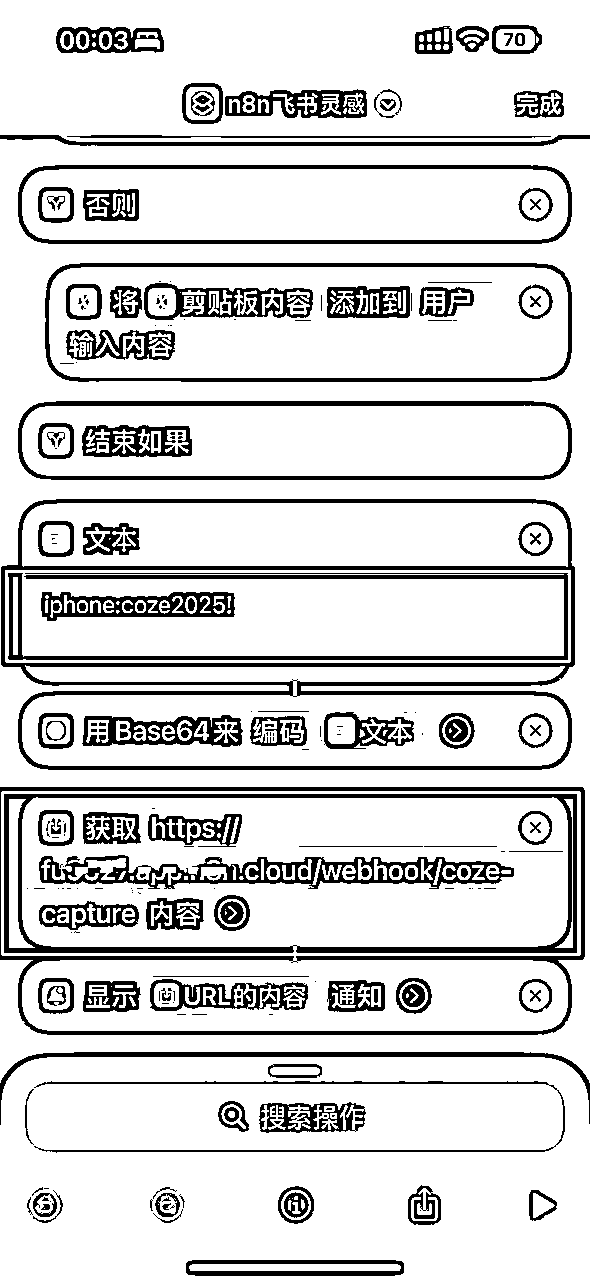 00:03
70
n8n飞书灵感
完成
否则
将 剪贴板内容 添加到 用户
输入内容
结束如果
文本
iphone:coze2025!
用Base64来 编码 文本
获取 https://
.cloud/webhook/coze-
capture 内容
显示 URL的内容 通知
搜索操作